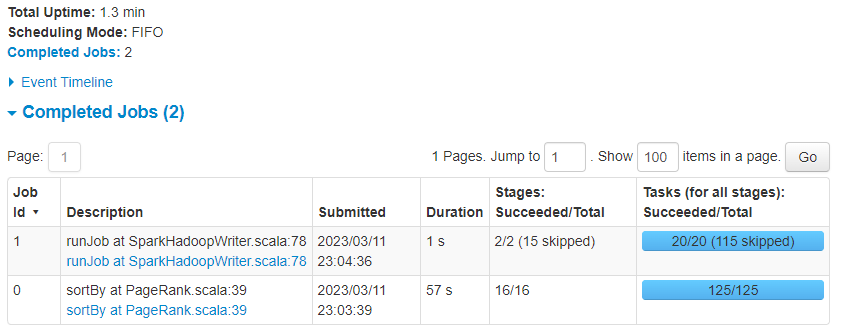 Total Uptime: 1.3 min
Scheduling Mode: FIFO
Completed Jobs: 2
Event Timeline
Completed Jobs (2)
Page: 1
1 Pages. Jump to 1 . Show 100 items in a page. Go
Job Id Description Submitted Duration Stages: Succeeded/Total Tasks (for all stages): Succeeded/Total
1 runJob at SparkHadoopWriter.scala:78 2023/03/11 1 s 2/2 (15 skipped) 20/20 (115 skipped)
runJob at SparkHadoopWriter.scala:78 23:04:36
0 sortBy at PageRank.scala:39 2023/03/11 57 s 16/16 125/125
sortBy at PageRank.scala:39 23:03:39